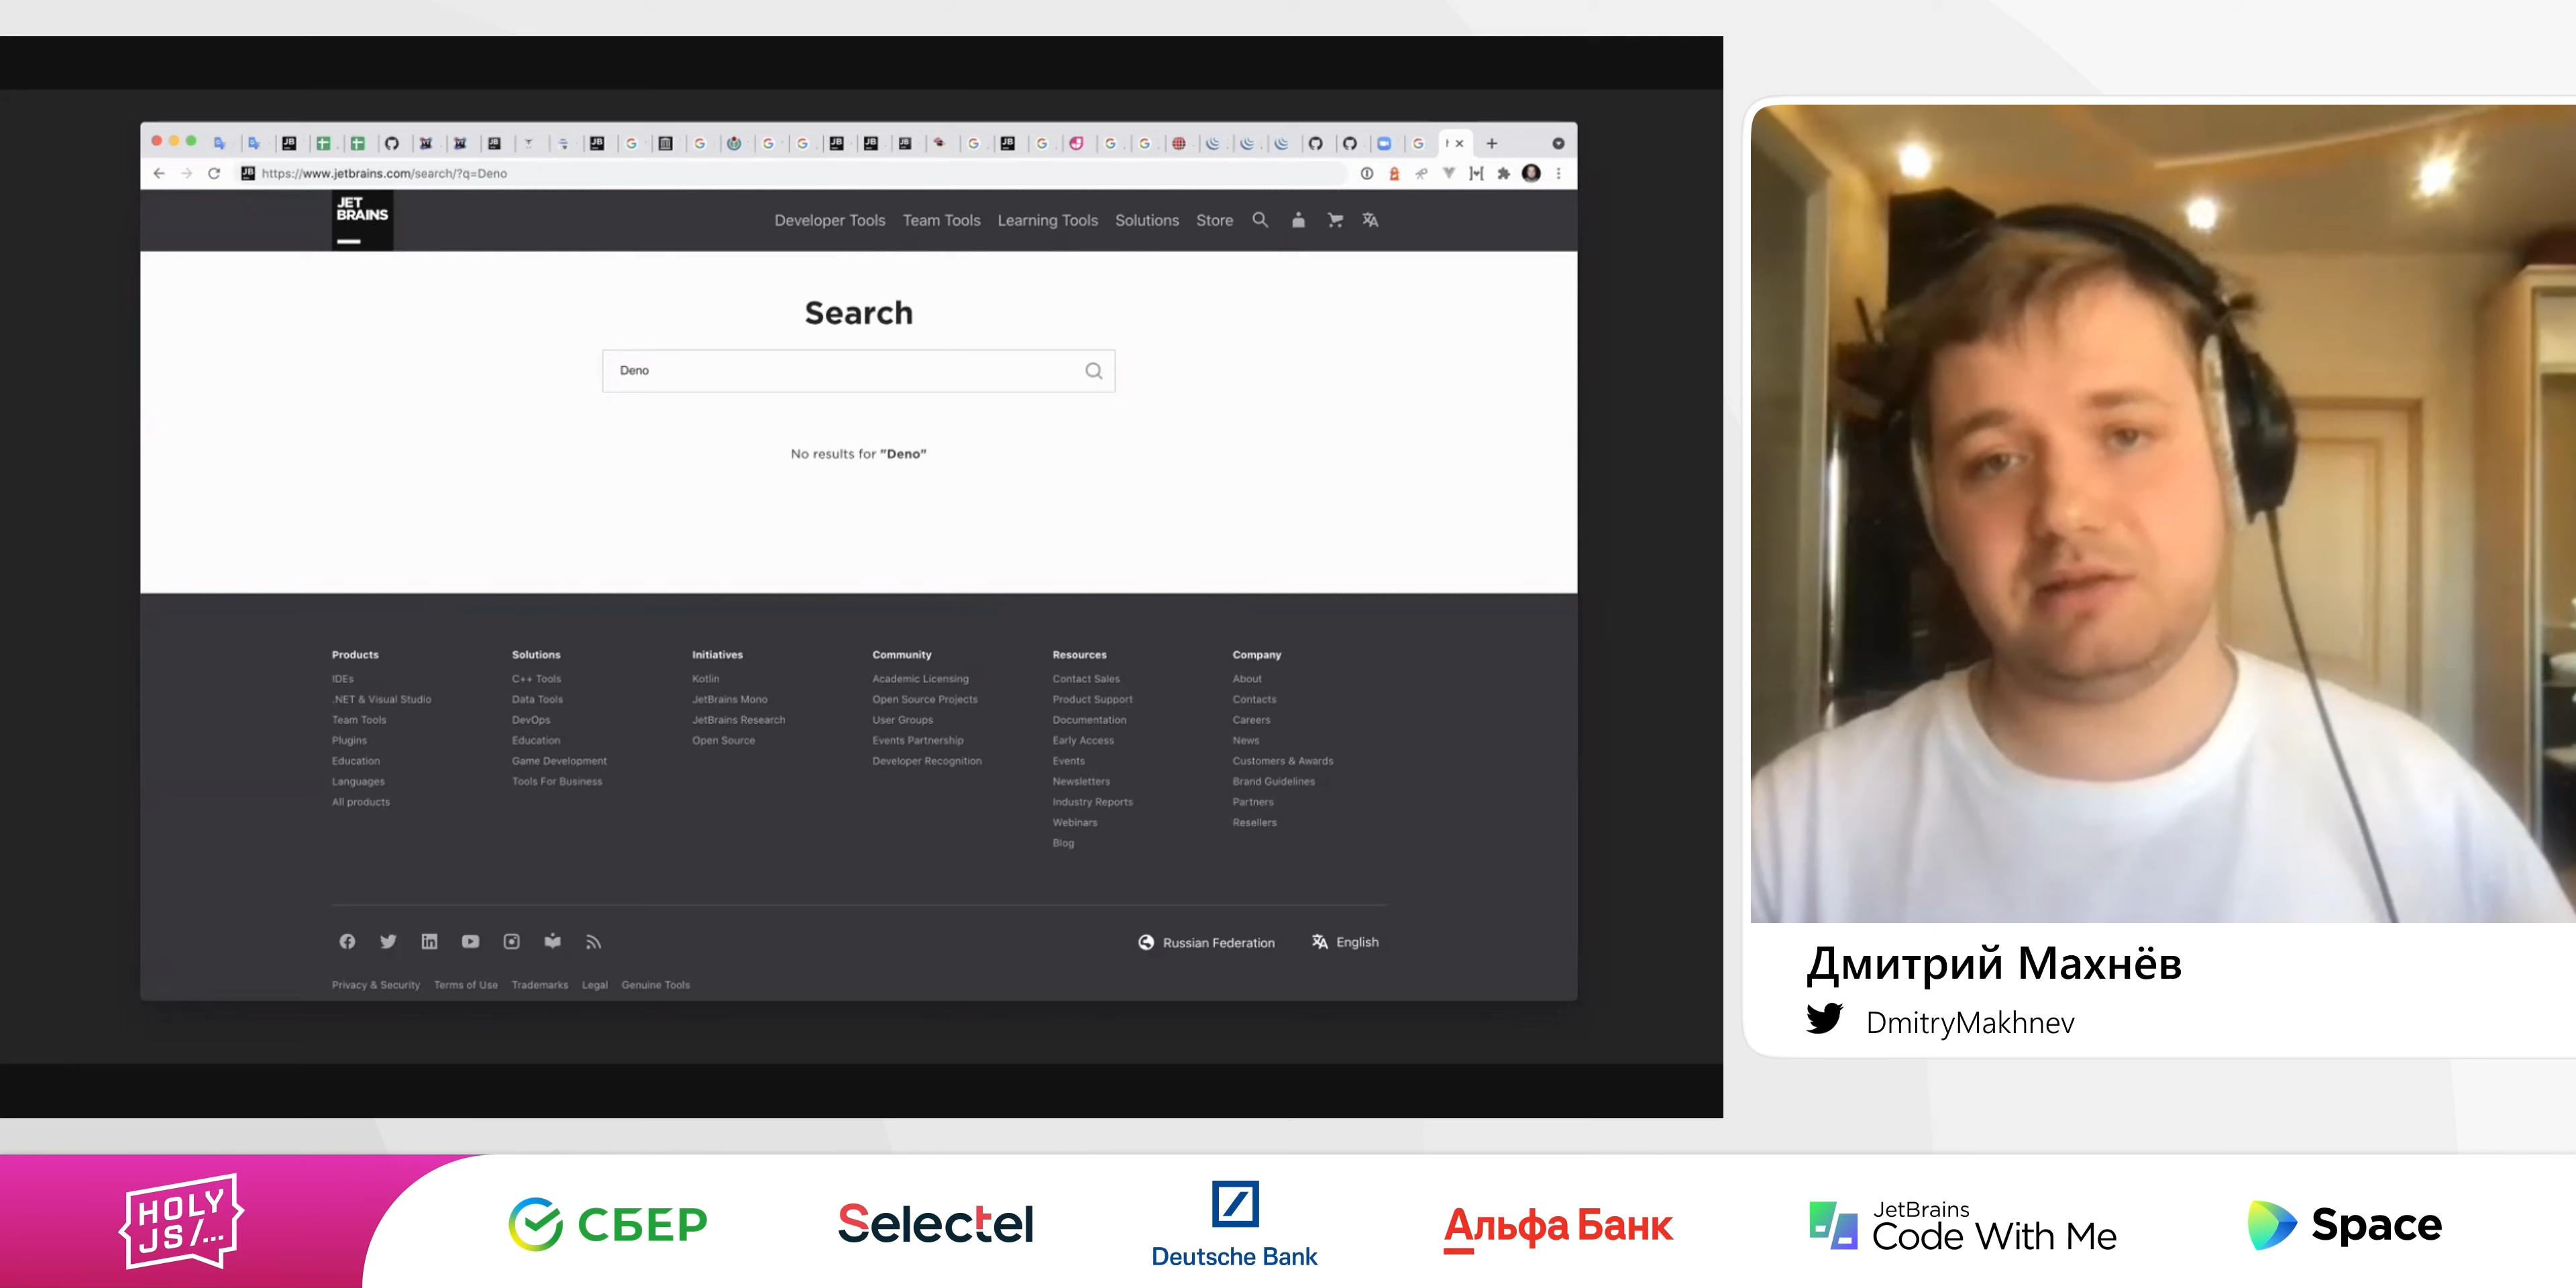 https://www.jetbrains.com/search/?q=Deno
JET
BRAINS
Developer Tools Team Tools Learning Tools Solutions Store
Search
Deno
No results for "Deno"
Products
IDEs
.NET & Visual Studio
Team Tools
Plugins
Education
Languages
All products
Solutions
C++ Tools
Data Tools
DevOps
Education
Game Development
Tools For Business
Initiatives
Kotlin
JetBrains Mono
JetBrains Research
Open Source
Community
Academic Licensing
Open Source Projects
User Groups
Events Partnership
Developer Recognition
Resources
Contact Sales
Product Support
Documentation
Early Access
Events
Newsletters
Industry Reports
Webinars
Blog
Company
About
Contacts
Careers
News
Customers & Awards
Brand Guidelines
Partners
Resellers
Russian Federation English
Privacy & Security Terms of Use Trademarks Legal Genuine Tools
Дмитрий Махнёв
DmitryMakhnev
HOLY
JS/...
СБЕР
Selectel
Deutsche Bank
Альфа Банк
JetBrains
Code With Me
Space